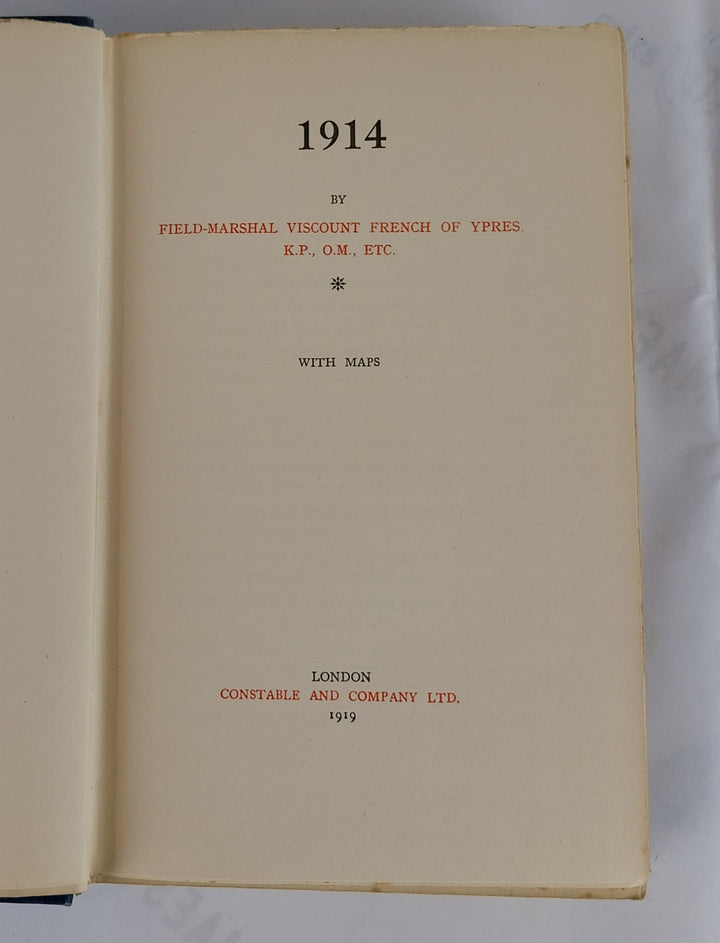 1914
BY
FIELD-MARSHAL VISCOUNT FRENCH OF YPRES.
K.P., O.M., ETC.
WITH MAPS
LONDON
CONSTABLE AND COMPANY LTD.
1919